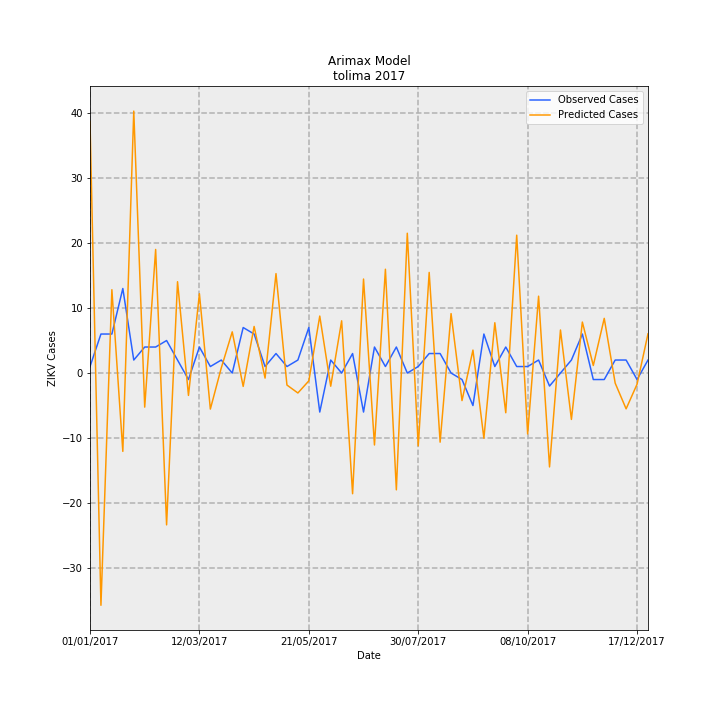 Arimax Model
tolima 2017
Observed Cases
Predicted Cases
40
30
20
10
0
−10
−20
−30
ZIKV Cases
01/01/2017 12/03/2017 21/05/2017 30/07/2017 08/10/2017 17/12/2017
Date